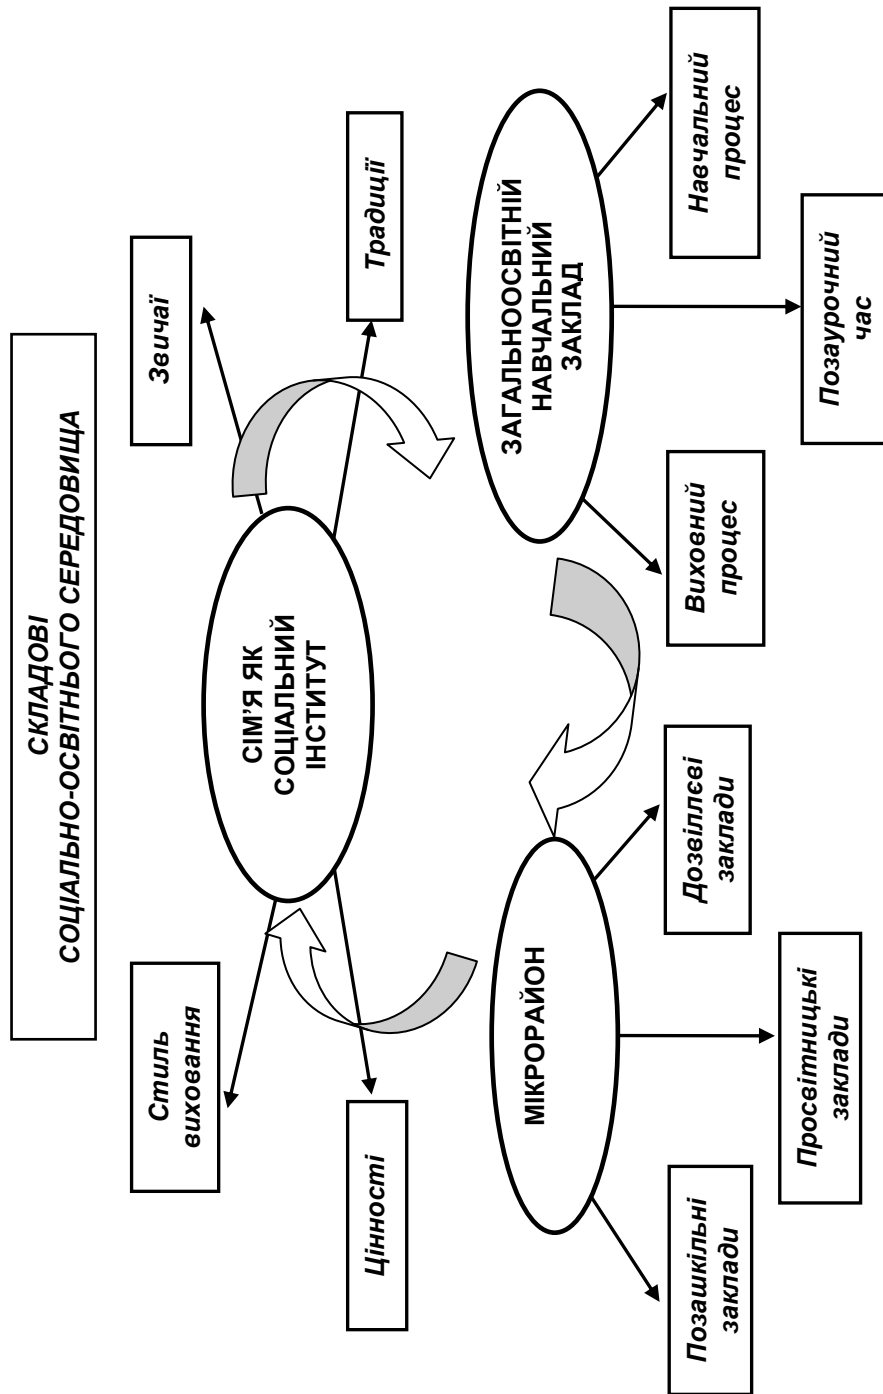 СКЛАДОВІ
СОЦІАЛЬНО-ОСВІТНЬОГО СЕРЕДОВИЩА
Стиль
виховання
Звичаї
Цінності
СІМ'Я ЯК
СОЦІАЛЬНИЙ
ІНСТИТУТ
Традиції
МІКРОРАЙОН
ЗАГАЛЬНООСВІТНІЙ
НАВЧАЛЬНИЙ
ЗАКЛАД
Позашкільні
заклади
Дозвіллєві
заклади
Виховний
процес
Навчальний
процес
Просвітницькі
заклади
Позаурочний
час